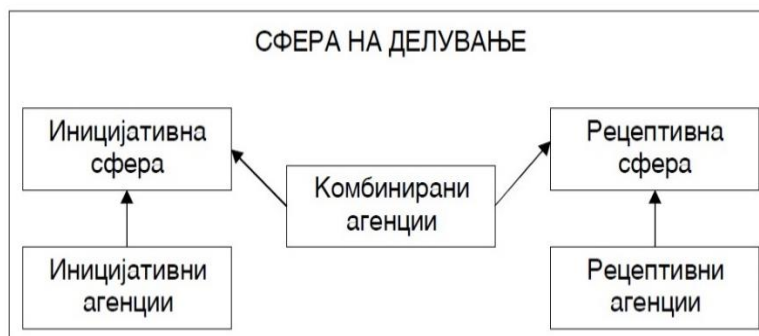 СФЕРА НА ДЕЛУВАЊЕ
Иницијативна
сфера
Рецептивна
сфера
Комбинирани
агенции
Иницијативни
агенции
Рецептивни
агенции